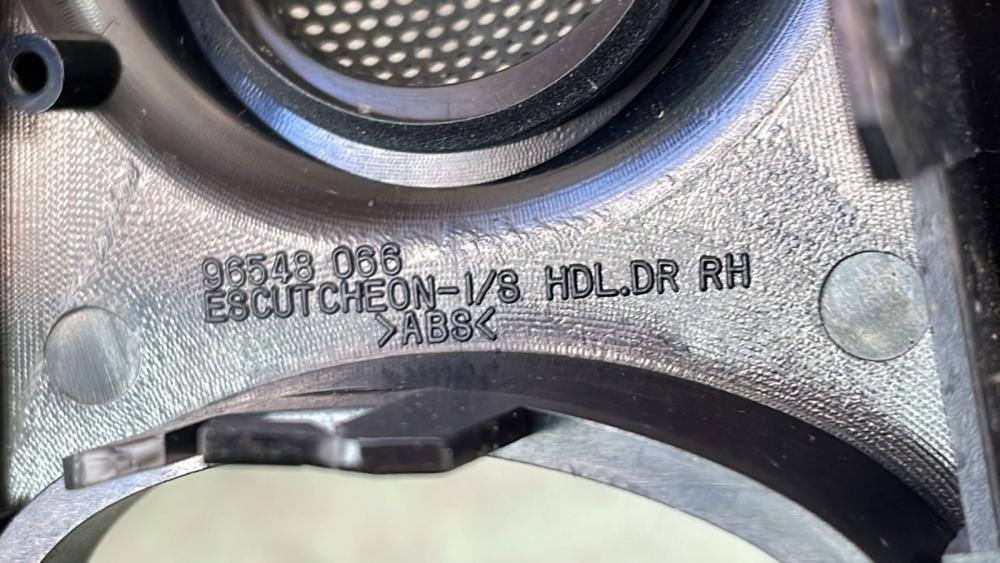 96548 066
ESCUTCHEON-I/S HDL.DR RH
>ABS<